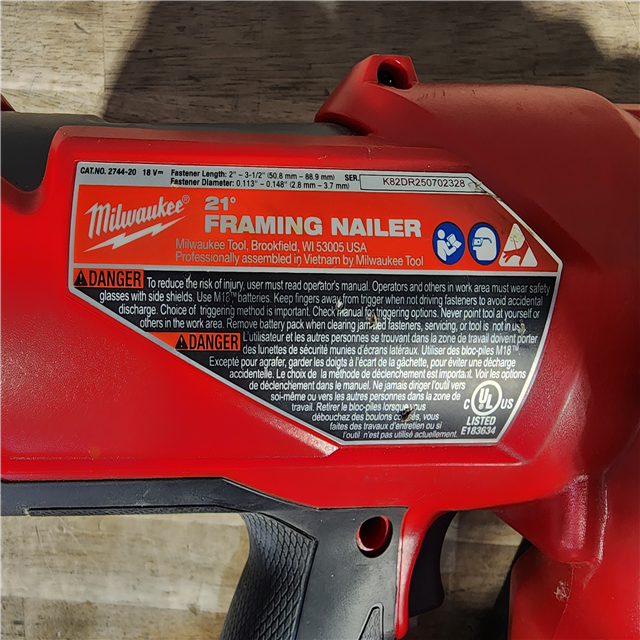 CAT.NO. 2744-20 18 V Fastener Length: 2" – 3-1/2" (50.8 mm – 88.9 mm) SER. K82DR250702328
Fastener Diameter: 0.113" – 0.148" (2.8 mm – 3.7 mm)
Milwaukee®
21°
FRAMING NAILER
Milwaukee Tool, Brookfield, WI 53005 USA
Professionally assembled in Vietnam by Milwaukee Tool
DANGER To reduce the risk of injury, user must read operator's manual. Operators and others in work area must wear safety
glasses with side shields. Use M18™ batteries. Keep fingers away from trigger when not driving fasteners to avoid accidental
discharge. Choice of triggering method is important. Check manual for triggering options. Never point tool at yourself or
others in the work area. Remove battery pack when clearing jammed fasteners, servicing, or tool is not in use.
DANGER L'utilisateur et les autres personnes se trouvant dans la zone de travail doivent porter
des lunettes de sécurité munies d'écrans latéraux. Utiliser des bloc-piles M18™.
Excepté pour agrafer, garder les doigts à l'écart de la gâchette, pour éviter une décharge
accidentelle. Le choix de la méthode de déclenchement est important. Voir les options
de déclenchement dans le manuel. Ne jamais diriger l'outil vers
soi-même ou vers d'autres personnes dans la zone de
travail. Retirer le bloc-piles lorsque vous
débouchez des boulons coincés, vous
faites des travaux d'entretien ou si
l'outil n'est pas utilisé actuellement.
C UL US
LISTED
E183634